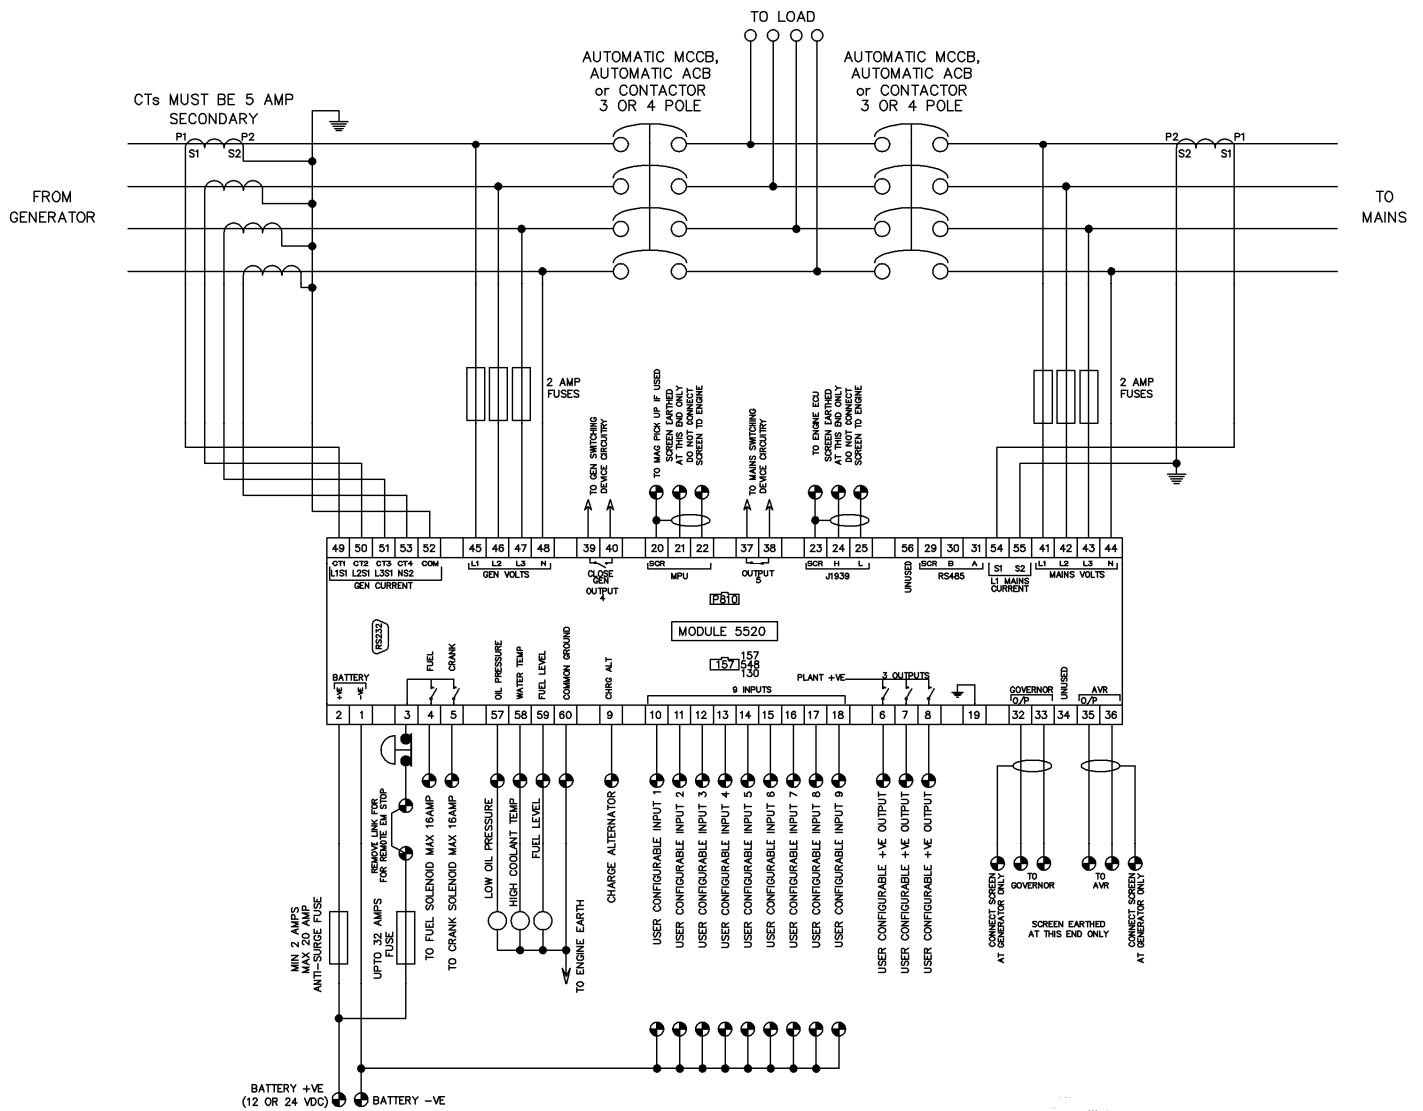 TO LOAD
AUTOMATIC MCCB,
AUTOMATIC ACB
or CONTACTOR
3 OR 4 POLE
AUTOMATIC MCCB,
AUTOMATIC ACB
or CONTACTOR
3 OR 4 POLE
CTs MUST BE 5 AMP
SECONDARY
P1 P2
S1 S2
P2 P1
S2 S1
FROM
GENERATOR
TO
MAINS
2 AMP
FUSES
2 AMP
FUSES
TO GEN SWITCHING
DEVICE CIRCUITRY
TO MAG PICK UP IF USED
SCREEN EARTHED
AT THIS END ONLY
DO NOT CONNECT
SCREEN TO ENGINE
TO MAINS SWITCHING
DEVICE CIRCUITRY
TO ENGINE ECU
SCREEN EARTHED
AT THIS END ONLY
DO NOT CONNECT
SCREEN TO ENGINE
49 50 51 53 52 45 46 47 48 39 40 20 21 22 37 38 23 24 25 56 29 30 31 54 55 41 42 43 44
CT1 CT2 CT3 CT4 COM
L1S1 L2S1 L3S1 NS2
GEN CURRENT
L1 L2 L3 N
GEN VOLTS
CLOSE
GEN
OUTPUT
4
SCR
MPU
OUTPUT
5
SCR H L
J1939
UNUSED
SCR B A
RS485
S1 S2
L1 MAINS
CURRENT
L1 L2 L3 N
MAINS VOLTS
P810
MODULE 5520
RS232
157
157 548
130
BATTERY
+VE
-VE
FUEL
CRANK
OIL PRESSURE
WATER TEMP
FUEL LEVEL
COMMON GROUND
CHRG ALT
9 INPUTS
PLANT +VE
3 OUTPUTS
GOVERNOR
O/P
UNUSED
AVR
O/P
2 1 3 4 5 57 58 59 60 9 10 11 12 13 14 15 16 17 18 6 7 8 19 32 33 34 35 36
REMOVE LINK FOR
FOR REMOTE EM STOP
TO FUEL SOLENOID MAX 16AMP
TO CRANK SOLENOID MAX 16AMP
LOW OIL PRESSURE
HIGH COOLANT TEMP
FUEL LEVEL
TO ENGINE EARTH
CHARGE ALTERNATOR
USER CONFIGURABLE INPUT 1
USER CONFIGURABLE INPUT 2
USER CONFIGURABLE INPUT 3
USER CONFIGURABLE INPUT 4
USER CONFIGURABLE INPUT 5
USER CONFIGURABLE INPUT 6
USER CONFIGURABLE INPUT 7
USER CONFIGURABLE INPUT 8
USER CONFIGURABLE INPUT 9
USER CONFIGURABLE +VE OUTPUT
USER CONFIGURABLE +VE OUTPUT
USER CONFIGURABLE +VE OUTPUT
CONNECT SCREEN
AT GENERATOR ONLY
TO
GOVERNOR
TO
AVR
CONNECT SCREEN
AT GENERATOR ONLY
SCREEN EARTHED
AT THIS END ONLY
MIN 2 AMPS
MAX 20 AMP
ANTI-SURGE FUSE
UPTO 32 AMPS
FUSE
BATTERY +VE
(12 OR 24 VDC)
BATTERY -VE